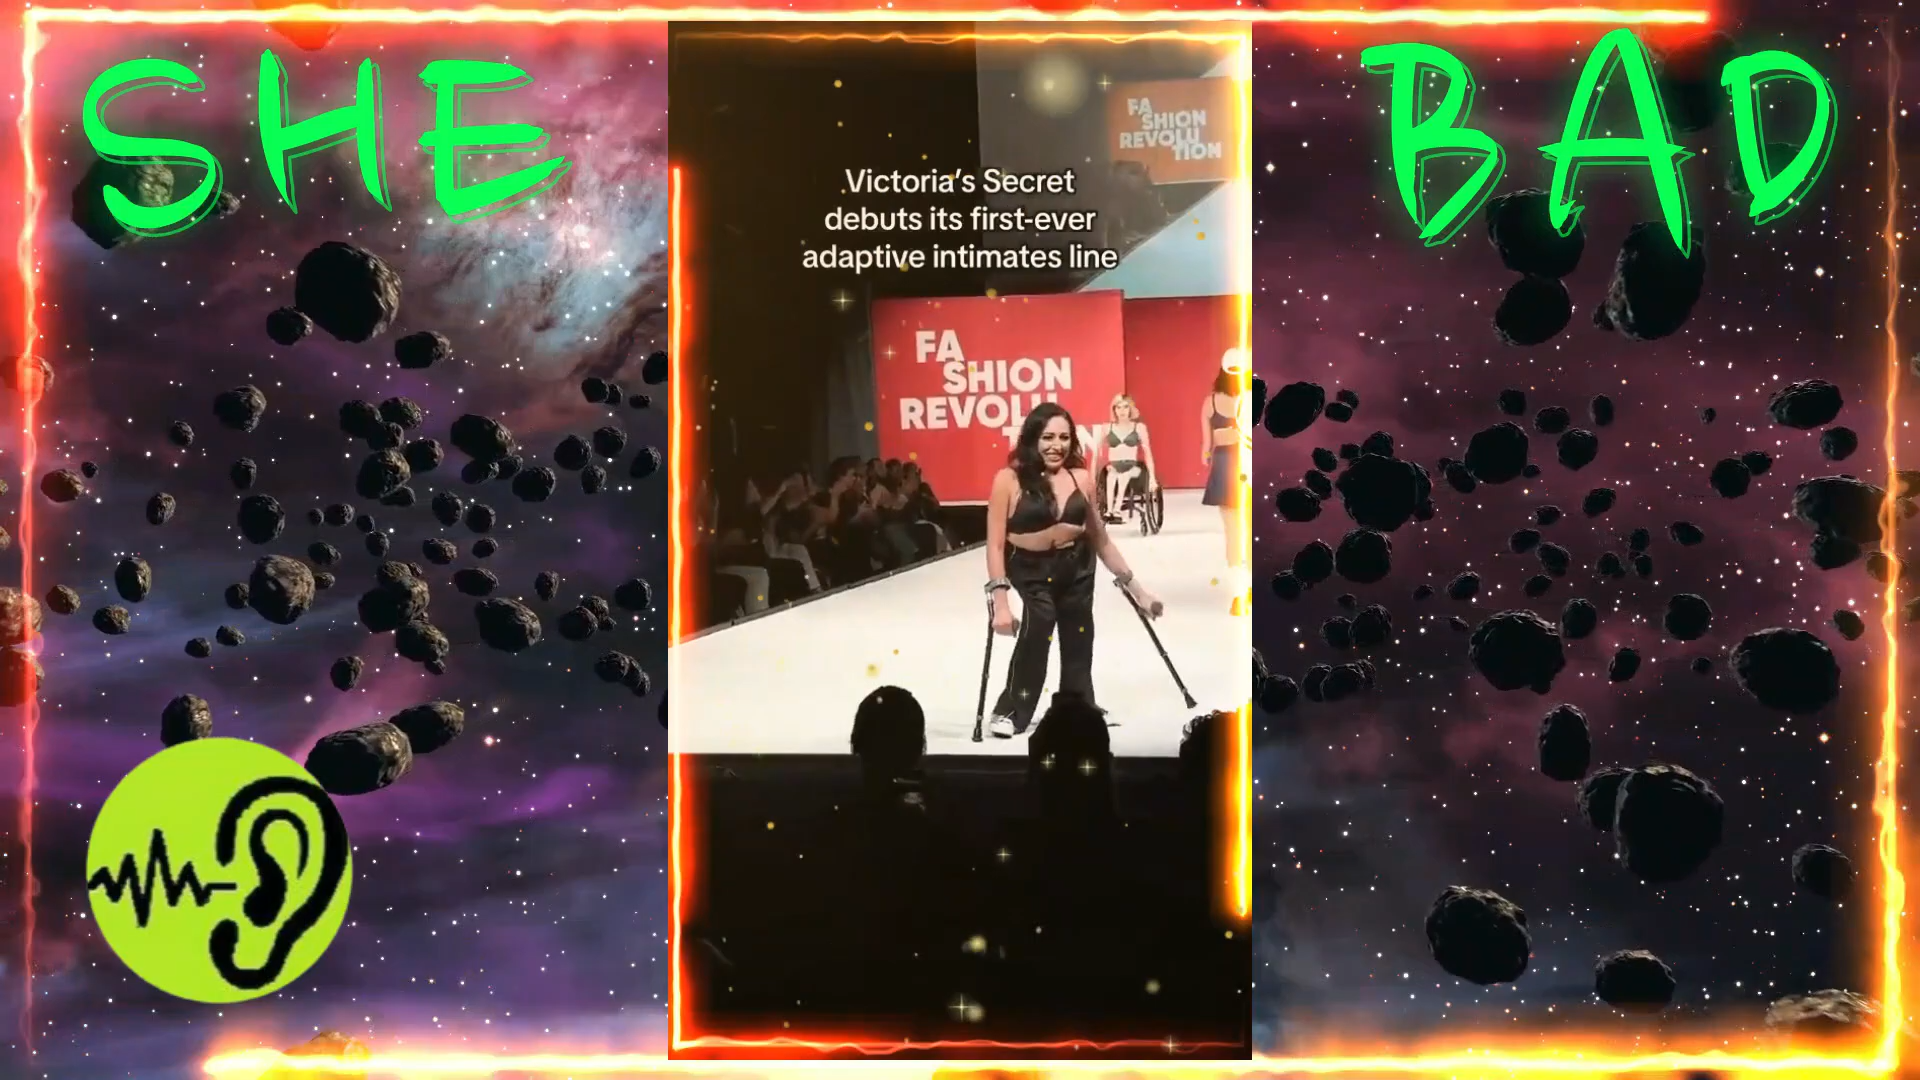 SHE
BAD
FA
SHION
REVOLU
TION
Victoria's Secret
debuts its first-ever
adaptive intimates line
FA
SHION
REVOLU